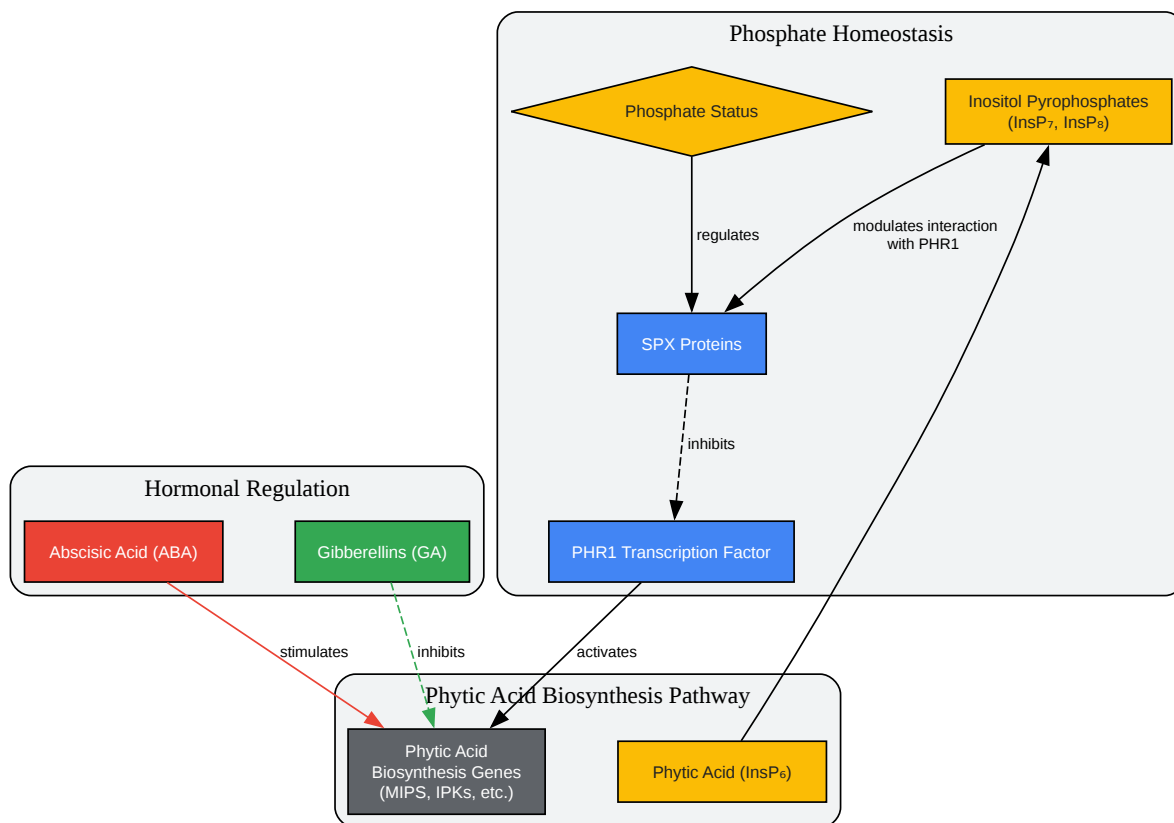 Phosphate Homeostasis
Phosphate Status
Inositol Pyrophosphates
(InsP₇, InsP₈)
regulates
modulates interaction
with PHR1
SPX Proteins
inhibits
Hormonal Regulation
Abscisic Acid (ABA)
Gibberellins (GA)
PHR1 Transcription Factor
stimulates
inhibits
activates
Phytic Acid Biosynthesis Pathway
Phytic Acid
Biosynthesis Genes
(MIPS, IPKs, etc.)
Phytic Acid (InsP₆)